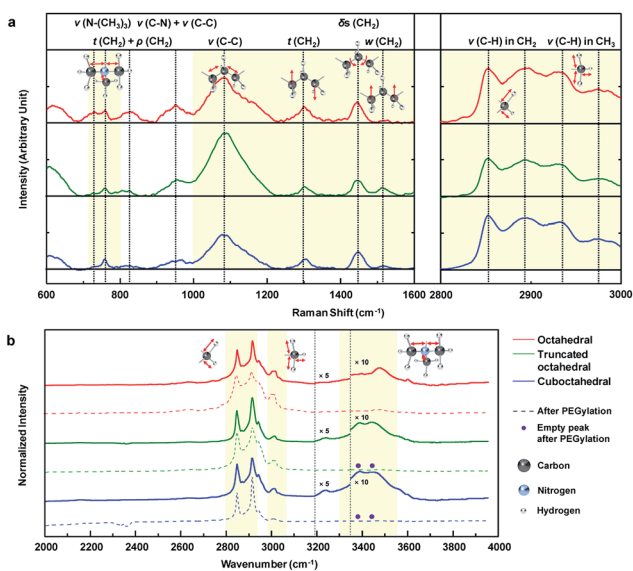 a
ν (N-(CH₃)₃) ν (C-N) + ν (C-C)
t (CH₂) + ρ (CH₂)
ν (C-C)
t (CH₂)
δs (CH₂)
w (CH₂)
ν (C-H) in CH₂
ν (C-H) in CH₃
Intensity (Arbitrary Unit)
600 800 1000 1200 1400 1600 2800 2900 3000
Raman Shift (cm⁻¹)
b
Normalized Intensity
× 5 × 10
× 5 × 10
× 5 × 10
2000 2200 2400 2600 2800 3000 3200 3400 3600 3800 4000
Wavenumber (cm⁻¹)
Octahedral
Truncated
octahedral
Cuboctahedral
After PEGylation
Empty peak
after PEGylation
Carbon
Nitrogen
Hydrogen